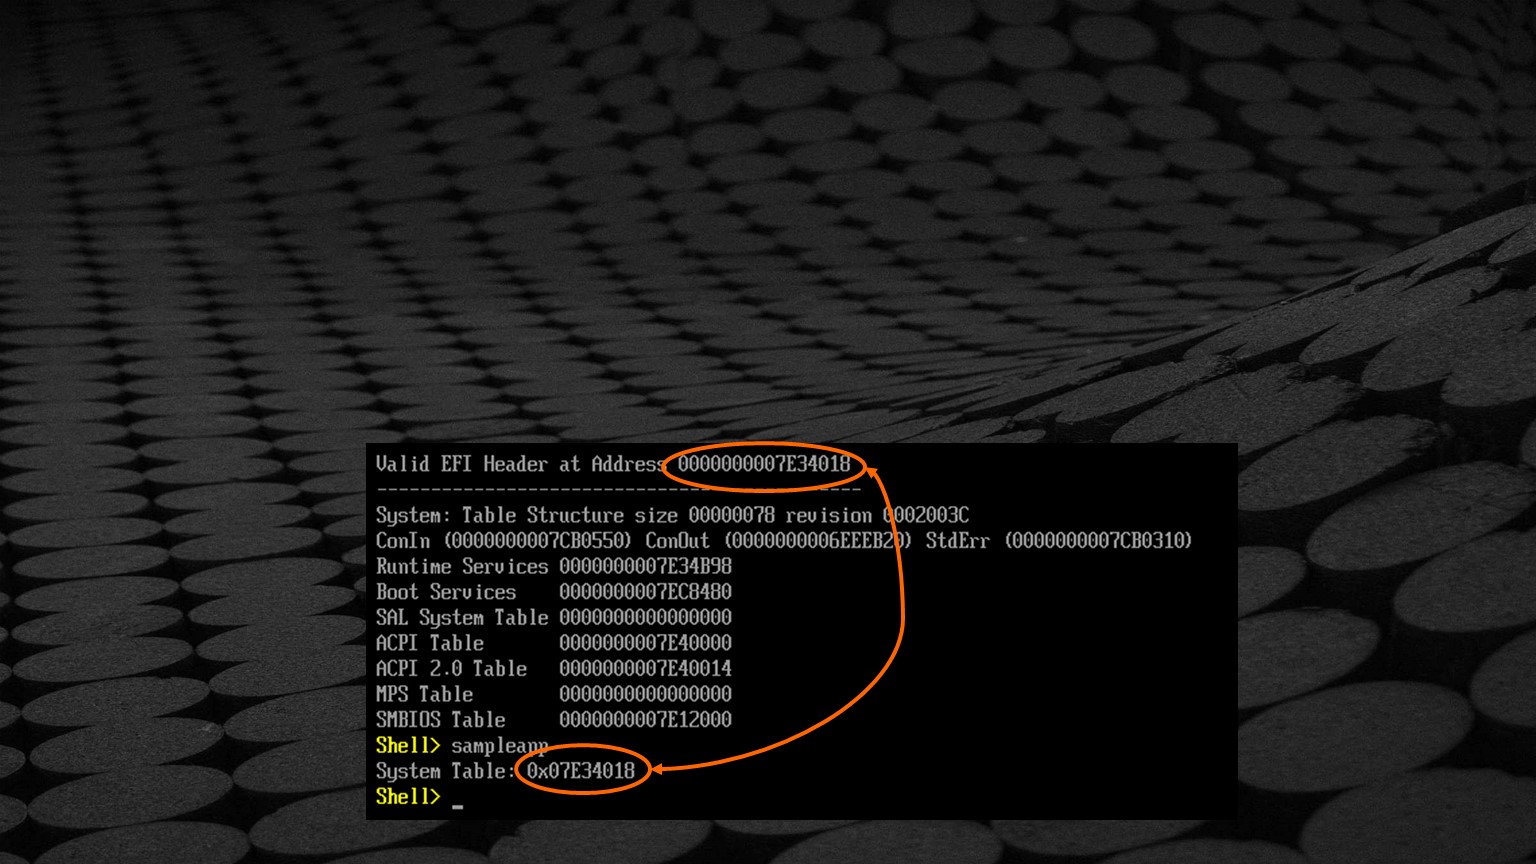 Valid EFI Header at Address 0000000007E34018
---------------------------------------------
System: Table Structure size 00000078 revision 0002003C
ConIn (0000000007CB0550) ConOut (0000000006EEEB20) StdErr (0000000007CB0310)
Runtime Services 0000000007E34B98
Boot Services 0000000007EC8480
SAL System Table 0000000000000000
ACPI Table 0000000007E40000
ACPI 2.0 Table 0000000007E40014
MPS Table 0000000000000000
SMBIOS Table 0000000007E12000
Shell> sampleapp
System Table: 0x07E34018
Shell> _